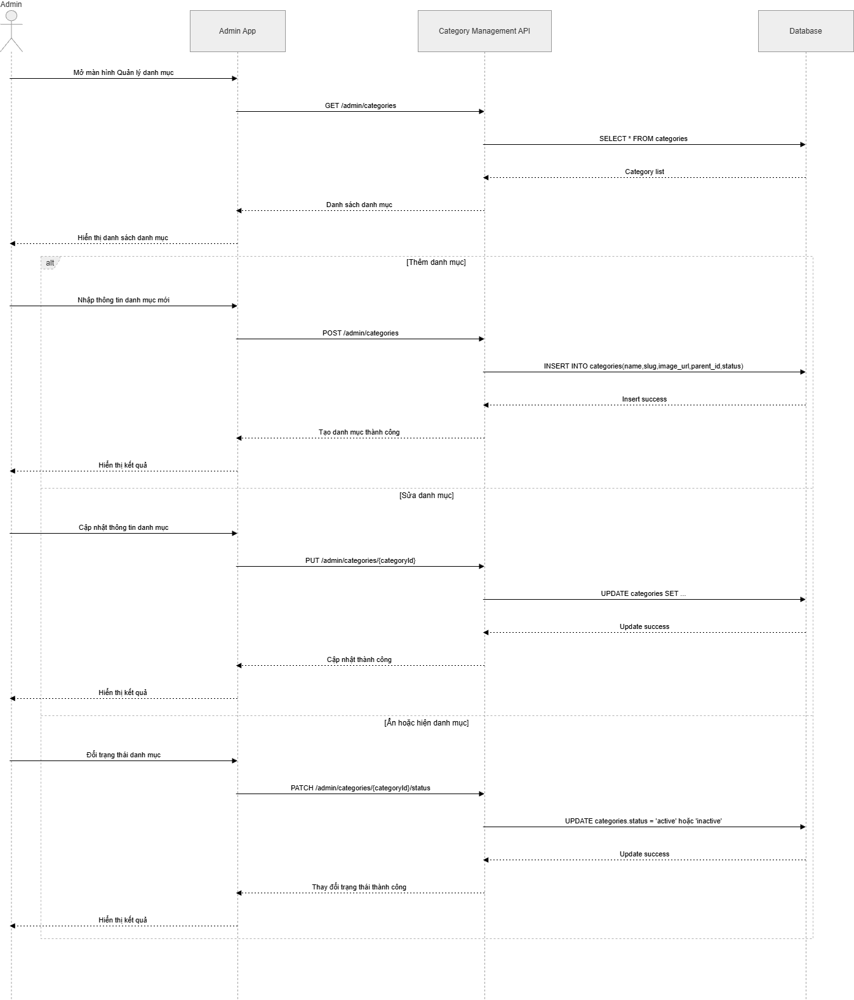 Admin
Admin App
Category Management API
Database
Mở màn hình Quản lý danh mục
GET /admin/categories
SELECT * FROM categories
Category list
Danh sách danh mục
Hiển thị danh sách danh mục
alt
[Thêm danh mục]
Nhập thông tin danh mục mới
POST /admin/categories
INSERT INTO categories(name,slug,image_url,parent_id,status)
Insert success
Tạo danh mục thành công
Hiển thị kết quả
[Sửa danh mục]
Cập nhật thông tin danh mục
PUT /admin/categories/{categoryId}
UPDATE categories SET ...
Update success
Cập nhật thành công
Hiển thị kết quả
[Ẩn hoặc hiện danh mục]
Đổi trạng thái danh mục
PATCH /admin/categories/{categoryId}/status
UPDATE categories.status = 'active' hoặc 'inactive'
Update success
Thay đổi trạng thái thành công
Hiển thị kết quả